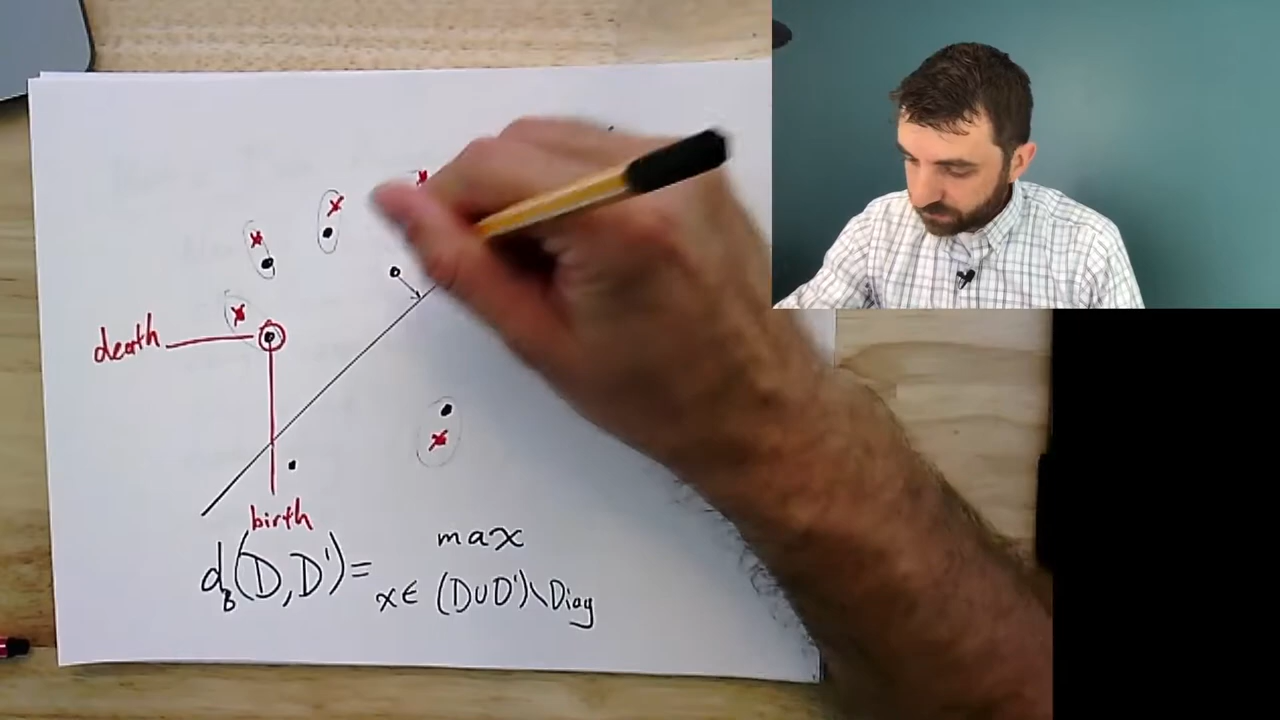 death
birth
d_B(D,D')=
max
x∈ (D∪D')\Diag